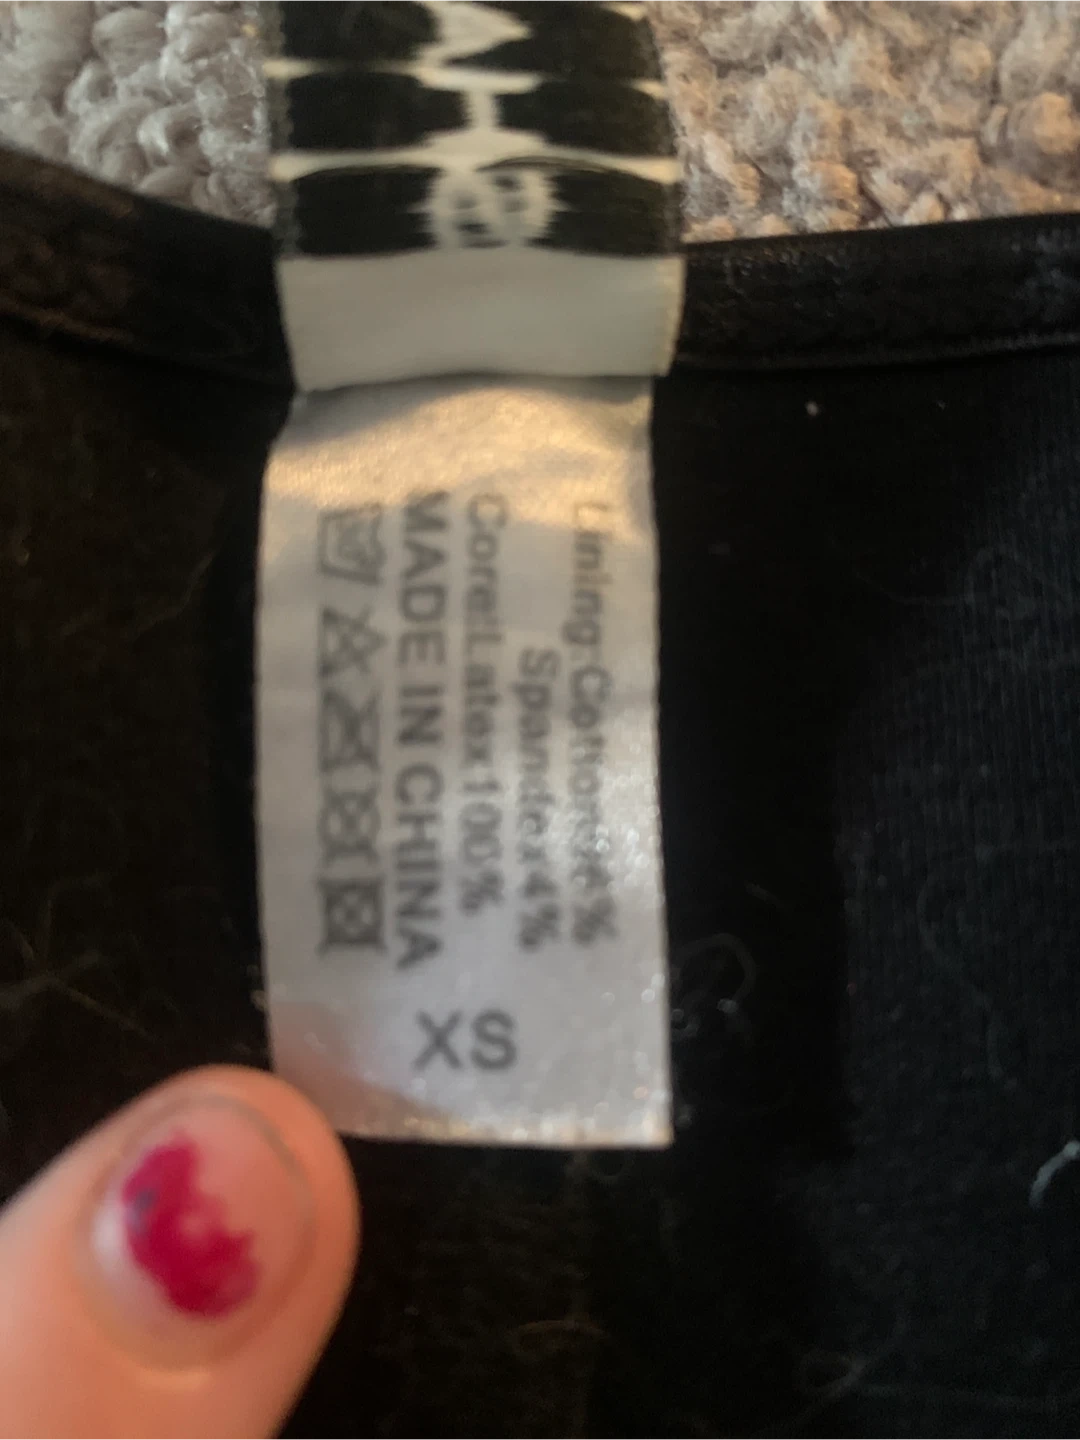 Lining:Cotton96%
Spandex4%
Core:Latex100%
MADE IN CHINA
XS